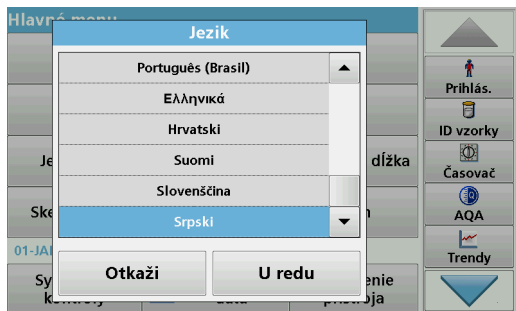 Hlavné menu
Jezik
Português (Brasil)
Ελληνικά
Hrvatski
Suomi
Slovenščina
Srpski
Otkaži
U redu
dĺžka
01-JA
Prihlás.
ID vzorky
Časovač
AQA
Trendy